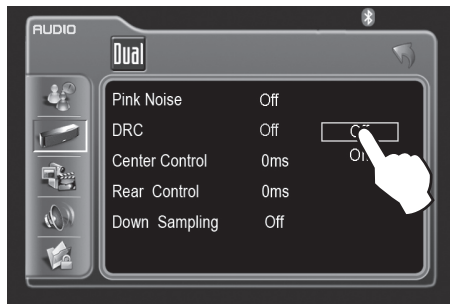 AUDIO
Dual
Pink Noise Off
DRC Off Off
Center Control 0ms On
Rear Control 0ms
Down Sampling Off